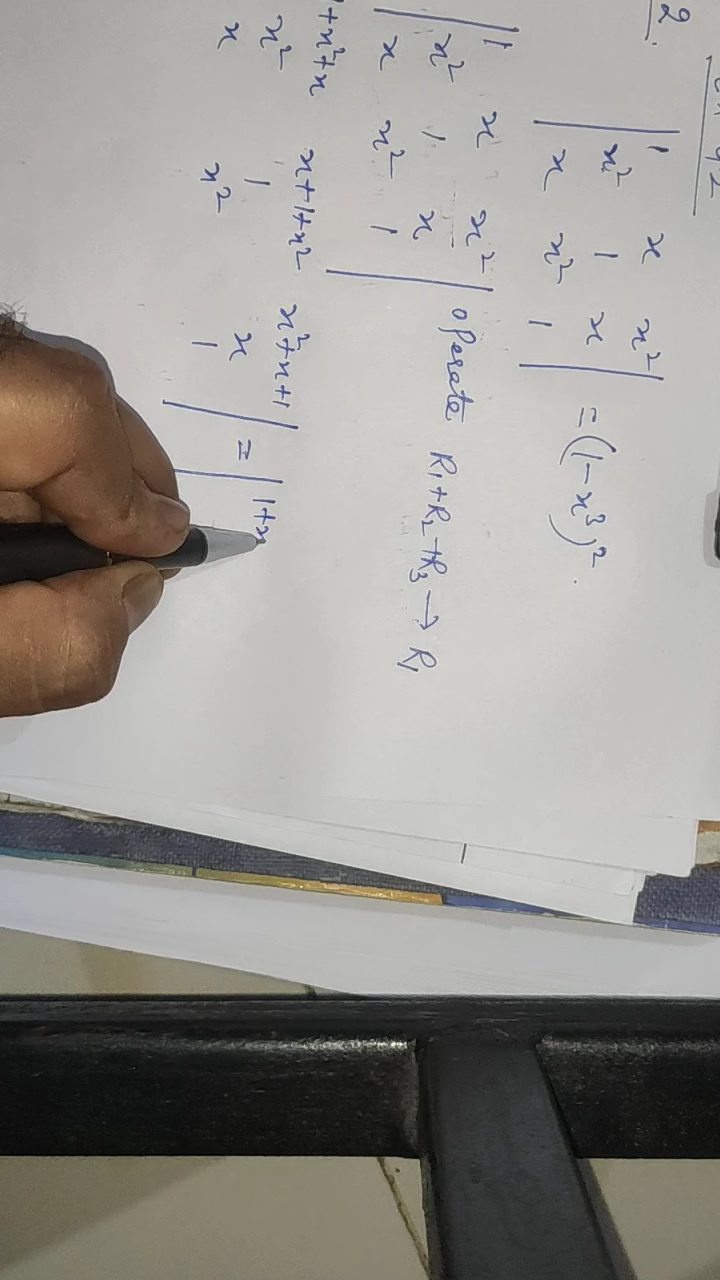 2.
| 1 x x²
x² 1 x
x x² 1 | = (1-x³)².
| 1 x x²
x² 1 x
x x² 1 | operate R₁+R₂+R₃ → R₁
1+x²+x x+1+x² x²+x+1
x² 1 x
x x² 1 | = | 1+x